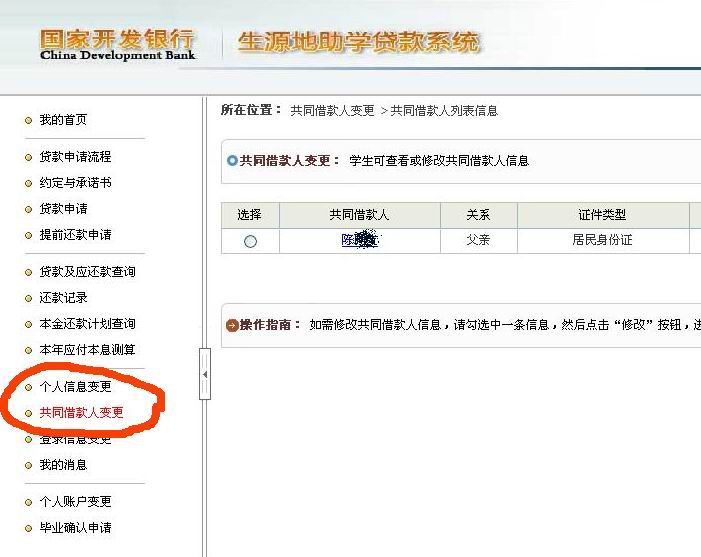 国家开发银行 生源地助学贷款系统
China Development Bank
我的首页
贷款申请流程
约定与承诺书
贷款申请
提前还款申请
贷款及应还款查询
还款记录
本金还款计划查询
本年应付本息测算
个人信息变更
共同借款人变更
登录信息变更
我的消息
个人账户变更
毕业确认申请
所在位置： 共同借款人变更 >共同借款人列表信息
共同借款人变更： 学生可查看或修改共同借款人信息
选择 共同借款人 关系 证件类型
陈 父亲 居民身份证
操作指南： 如需修改共同借款人信息，请勾选中一条信息，然后点击“修改”按钮，进